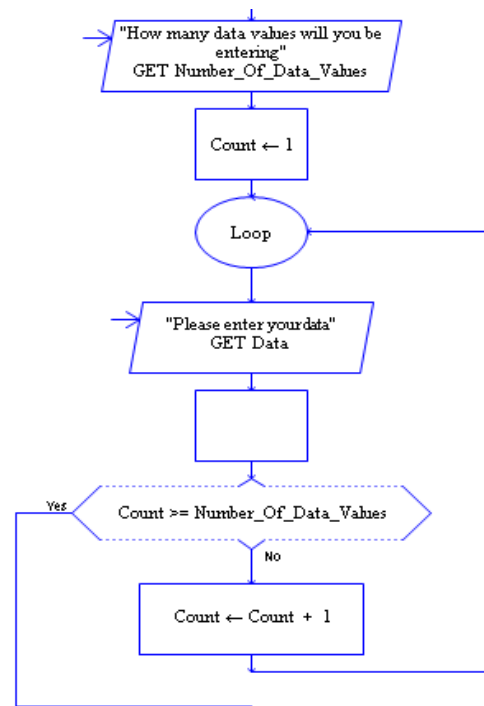 "How many data values will you be
entering"
GET Number_Of_Data_Values
Count ← 1
Loop
"Please enter yourdata"
GET Data
Yes
Count >= Number_Of_Data_Values
No
Count ← Count + 1